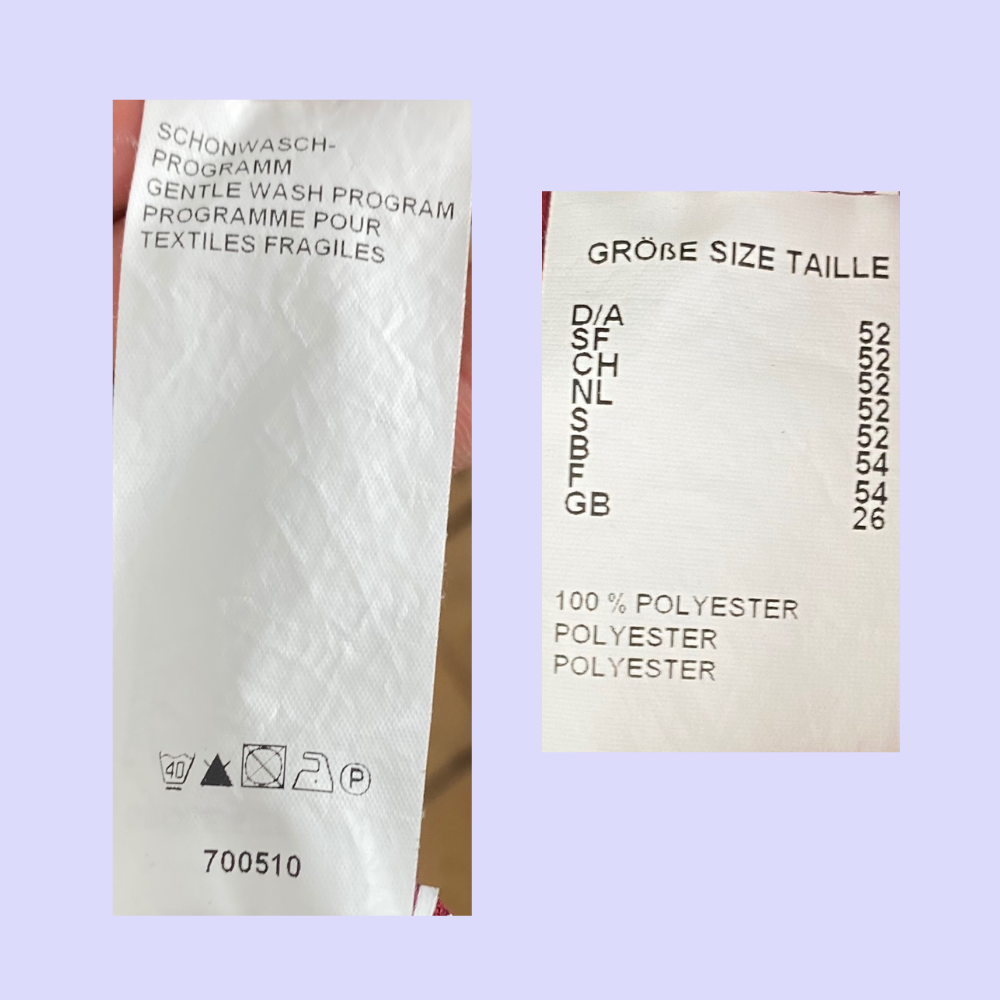 SCHONWASCH-
PROGRAMM
GENTLE WASH PROGRAM
PROGRAMME POUR
TEXTILES FRAGILES
40
P
700510
GRÖßE SIZE TAILLE
D/A 52
SF 52
CH 52
NL 52
S 52
B 54
F 54
GB 26
100 % POLYESTER
POLYESTER
POLYESTER